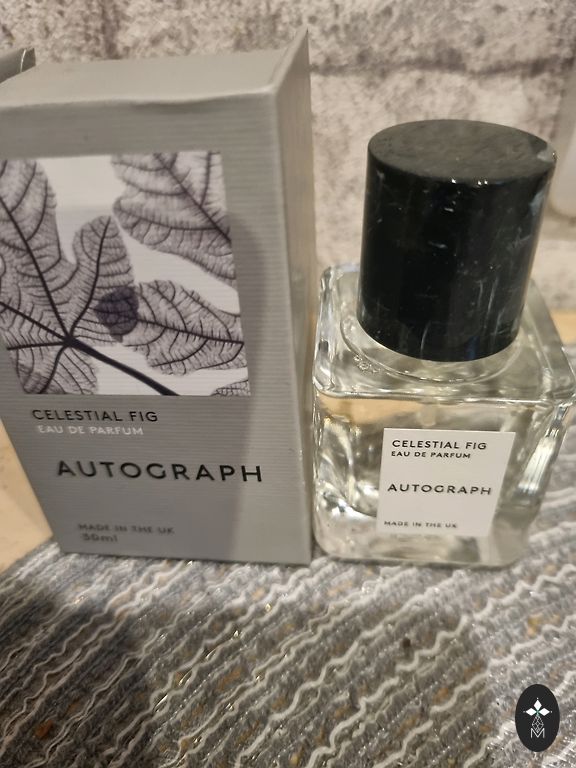 CELESTIAL FIG
EAU DE PARFUM
AUTOGRAPH
MADE IN THE UK
30ml
CELESTIAL FIG
EAU DE PARFUM
AUTOGRAPH
MADE IN THE UK
M